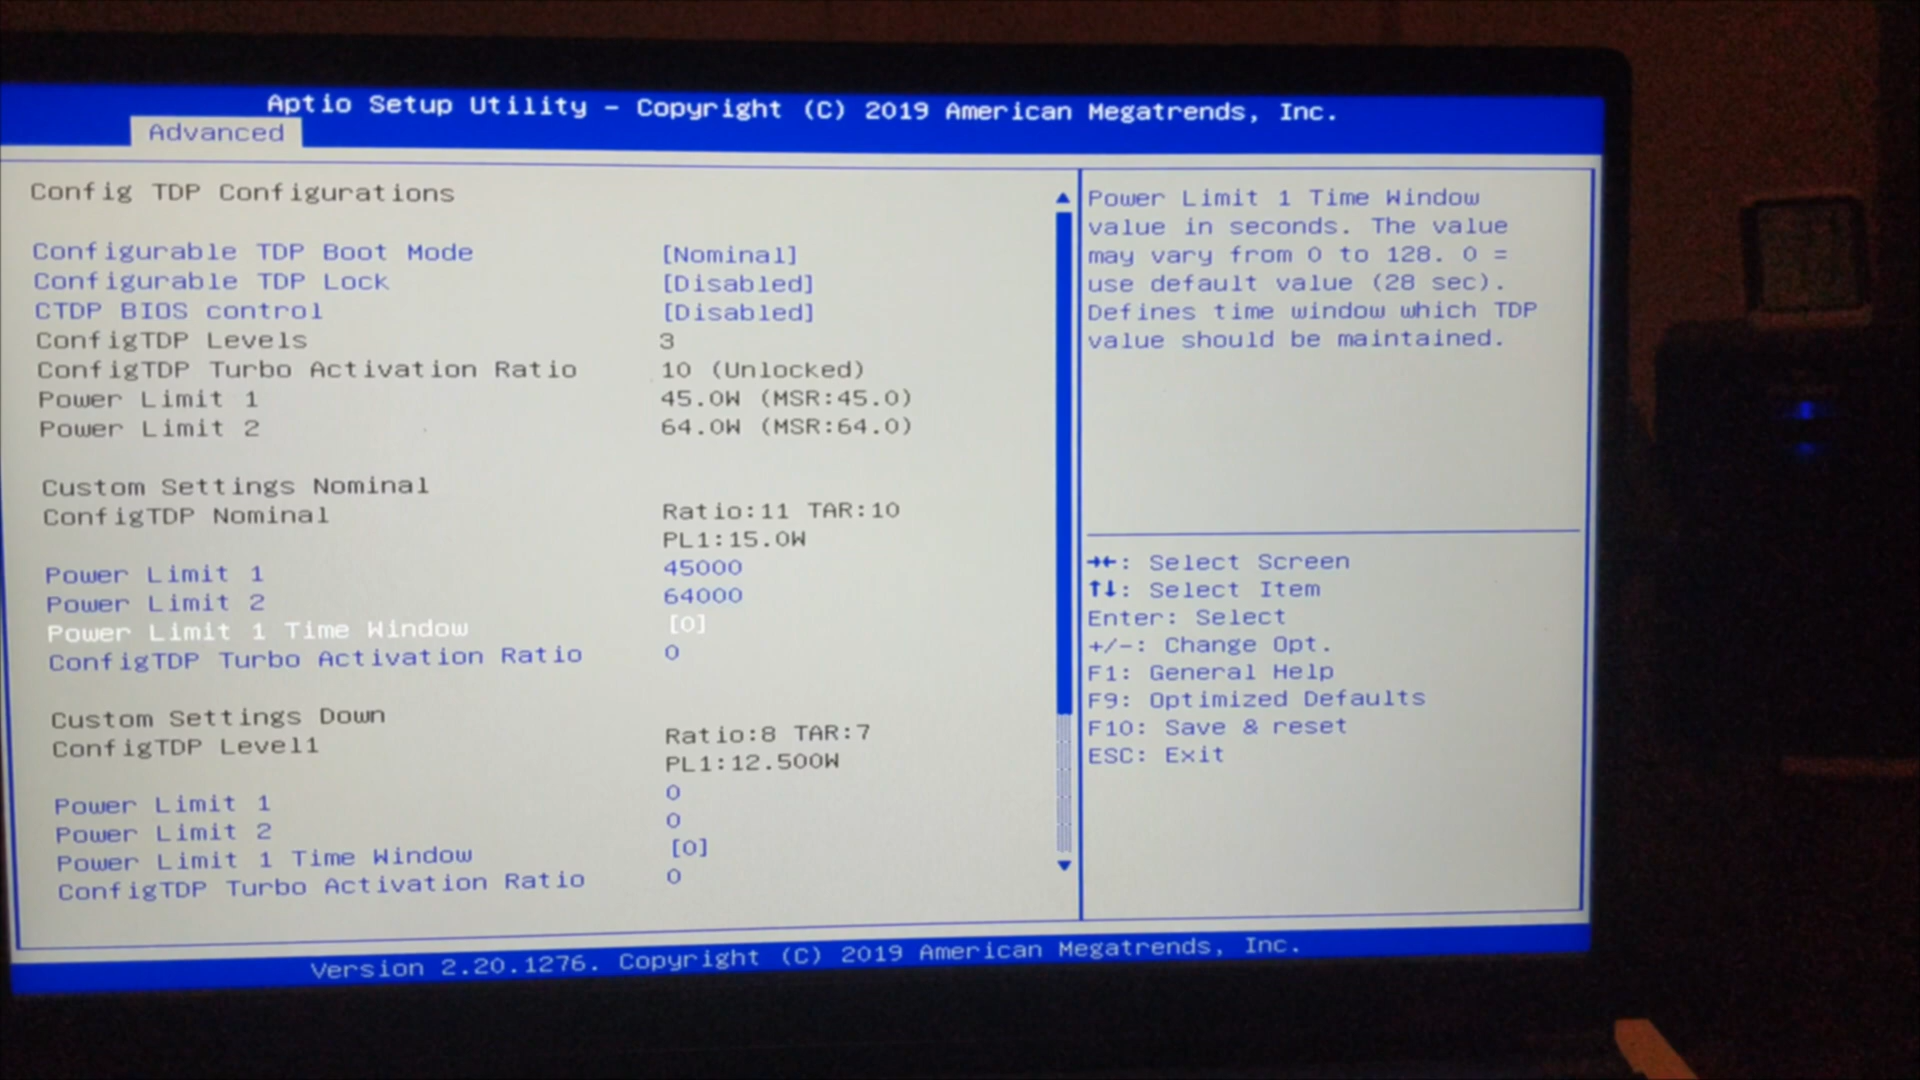 Aptio Setup Utility - Copyright (C) 2019 American Megatrends, Inc.
Advanced
Config TDP Configurations
Configurable TDP Boot Mode [Nominal]
Configurable TDP Lock [Disabled]
CTDP BIOS control [Disabled]
ConfigTDP Levels 3
ConfigTDP Turbo Activation Ratio 10 (Unlocked)
Power Limit 1 45.0W (MSR:45.0)
Power Limit 2 64.0W (MSR:64.0)
Custom Settings Nominal
ConfigTDP Nominal Ratio:11 TAR:10
PL1:15.0W
Power Limit 1 45000
Power Limit 2 64000
Power Limit 1 Time Window [0]
ConfigTDP Turbo Activation Ratio 0
Custom Settings Down
ConfigTDP Level1 Ratio:8 TAR:7
PL1:12.500W
Power Limit 1 0
Power Limit 2 0
Power Limit 1 Time Window [0]
ConfigTDP Turbo Activation Ratio 0
Power Limit 1 Time Window
value in seconds. The value
may vary from 0 to 128. 0 =
use default value (28 sec).
Defines time window which TDP
value should be maintained.
→←: Select Screen
↑↓: Select Item
Enter: Select
+/-: Change Opt.
F1: General Help
F9: Optimized Defaults
F10: Save & reset
ESC: Exit
Version 2.20.1276. Copyright (C) 2019 American Megatrends, Inc.